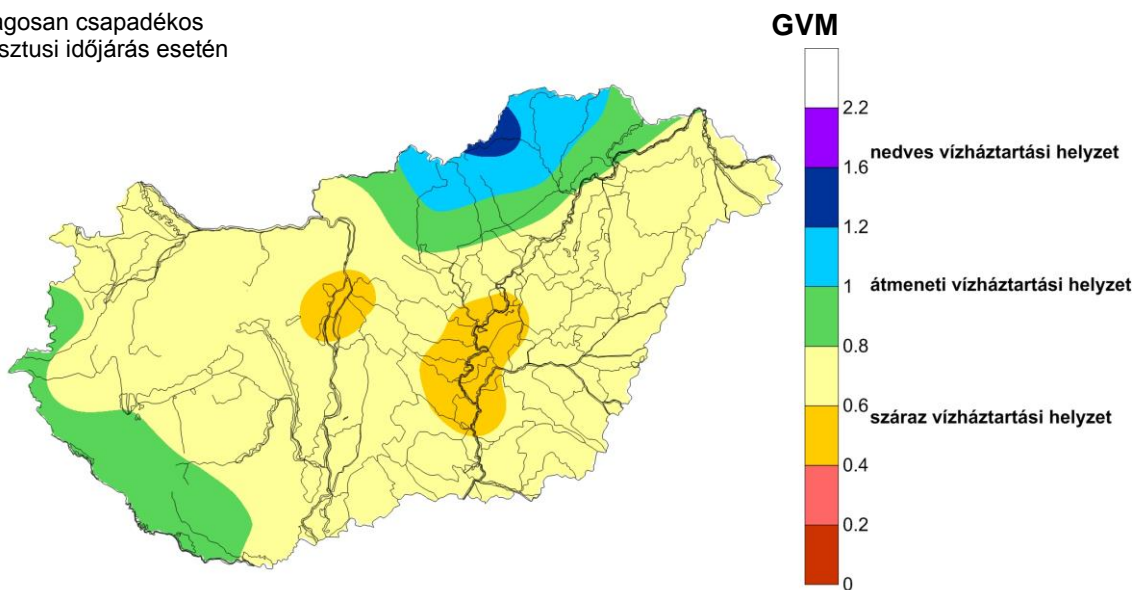 agosan csapadékos
sztusi időjárás esetén
GVM
2.2
nedves vízháztartási helyzet
1.6
1.2
átmeneti vízháztartási helyzet
1
0.8
0.6
száraz vízháztartási helyzet
0.4
0.2
0